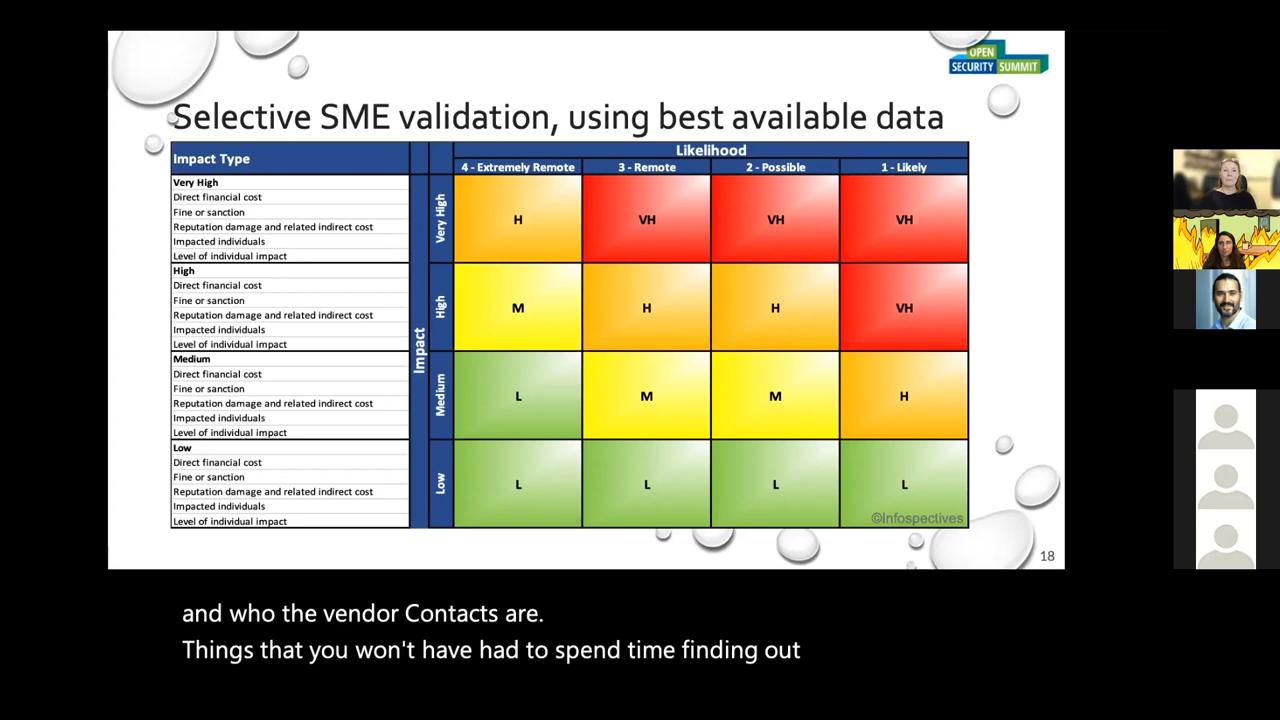 OPEN
SECURITY SUMMIT
Selective SME validation, using best available data
Impact Type
Likelihood
4 - Extremely Remote
3 - Remote
2 - Possible
1 - Likely
Very High
Direct financial cost
Fine or sanction
Reputation damage and related indirect cost
Impacted individuals
Level of individual impact
Very High
H
VH
VH
VH
High
Direct financial cost
Fine or sanction
Reputation damage and related indirect cost
Impacted individuals
Level of individual impact
Impact
High
M
H
H
VH
Medium
Direct financial cost
Fine or sanction
Reputation damage and related indirect cost
Impacted individuals
Level of individual impact
Medium
L
M
M
H
Low
Direct financial cost
Fine or sanction
Reputation damage and related indirect cost
Impacted individuals
Level of individual impact
Low
L
L
L
L
©Infospectives
18
and who the vendor Contacts are.
Things that you won't have had to spend time finding out